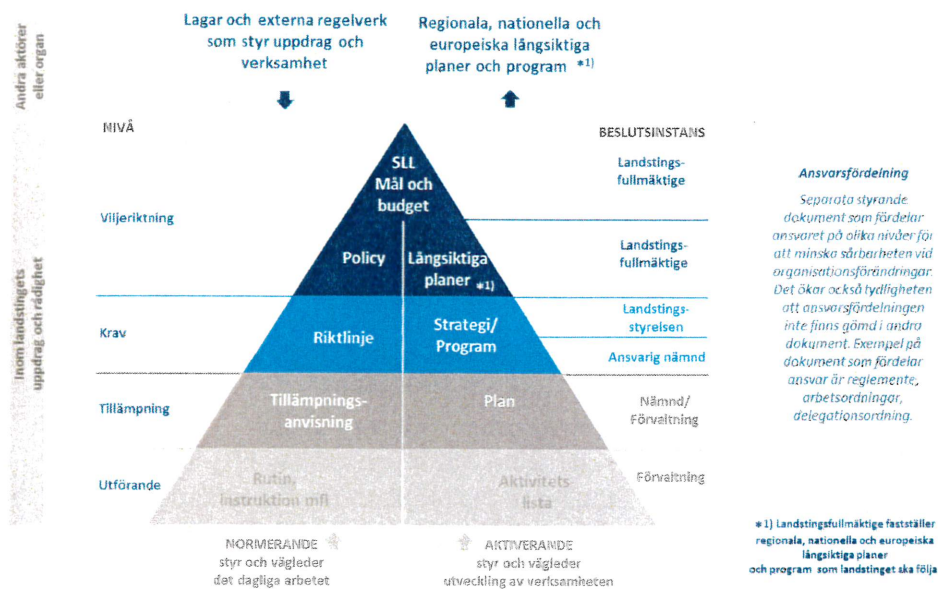 Andra aktörer
eller organ
Inom landstingets
uppdrag och rådighet
Lagar och externa regelverk
som styr uppdrag och
verksamhet
Regionala, nationella och
europeiska långsiktiga
planer och program *1)
NIVÅ
BESLUTSINSTANS
Viljeriktning
Krav
Tillämpning
Utförande
SLL
Mål och
budget
Policy
Långsiktiga
planer *1)
Riktlinje
Strategi/
Program
Tillämpnings-
anvisning
Plan
Rutin,
instruktion mfl
Aktivitets
lista
Landstings-
fullmäktige
Landstings-
fullmäktige
Landstings-
styrelsen
Ansvarig nämnd
Nämnd/
Förvaltning
Förvaltning
NORMERANDE
styr och vägleder
det dagliga arbetet
AKTIVERANDE
styr och vägleder
utveckling av verksamheten
Ansvarsfördelning
Separata styrande
dokument som fördelar
ansvaret på olika nivåer för
att minska sårbarheten vid
organisationsförändringar.
Det ökar också tydligheten
att ansvarsfördelningen
inte finns gömd i andra
dokument. Exempel på
dokument som fördelar
ansvar är reglemente,
arbetsordningar,
delegationsordning.
*1) Landstingsfullmäktige fastställer
regionala, nationella och europeiska
långsiktiga planer
och program som landstinget ska följa